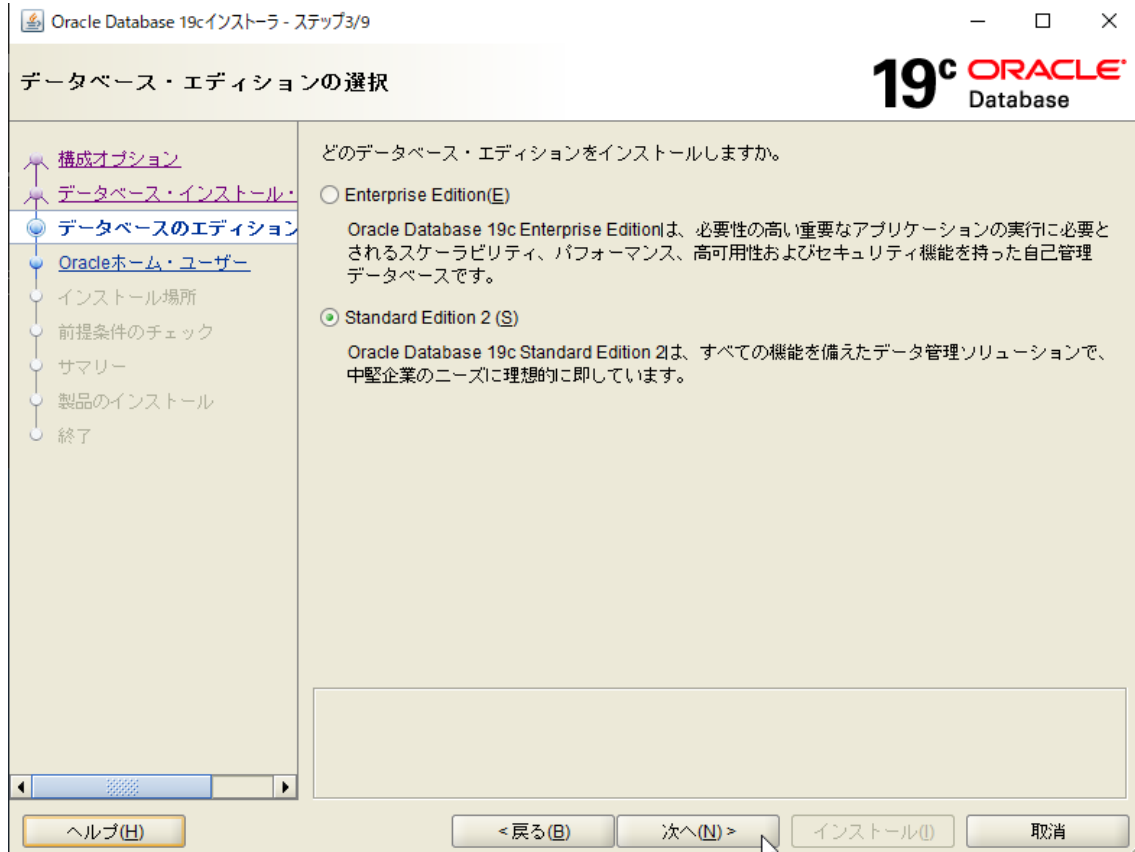 Oracle Database 19cインストーラ - ステップ3/9
データベース・エディションの選択
19c ORACLE
Database
構成オプション
データベース・インストール・
データベースのエディション
Oracleホーム・ユーザー
インストール場所
前提条件のチェック
サマリー
製品のインストール
終了
どのデータベース・エディションをインストールしますか。
Enterprise Edition(E)
Oracle Database 19c Enterprise Editionは、必要性の高い重要なアプリケーションの実行に必要と
されるスケーラビリティ、パフォーマンス、高可用性およびセキュリティ機能を持った自己管理
データベースです。
Standard Edition 2 (S)
Oracle Database 19c Standard Edition 2は、すべての機能を備えたデータ管理ソリューションで、
中堅企業のニーズに理想的に即しています。
ヘルプ(H)
<戻る(B)
次へ(N) >
インストール(I)
取消